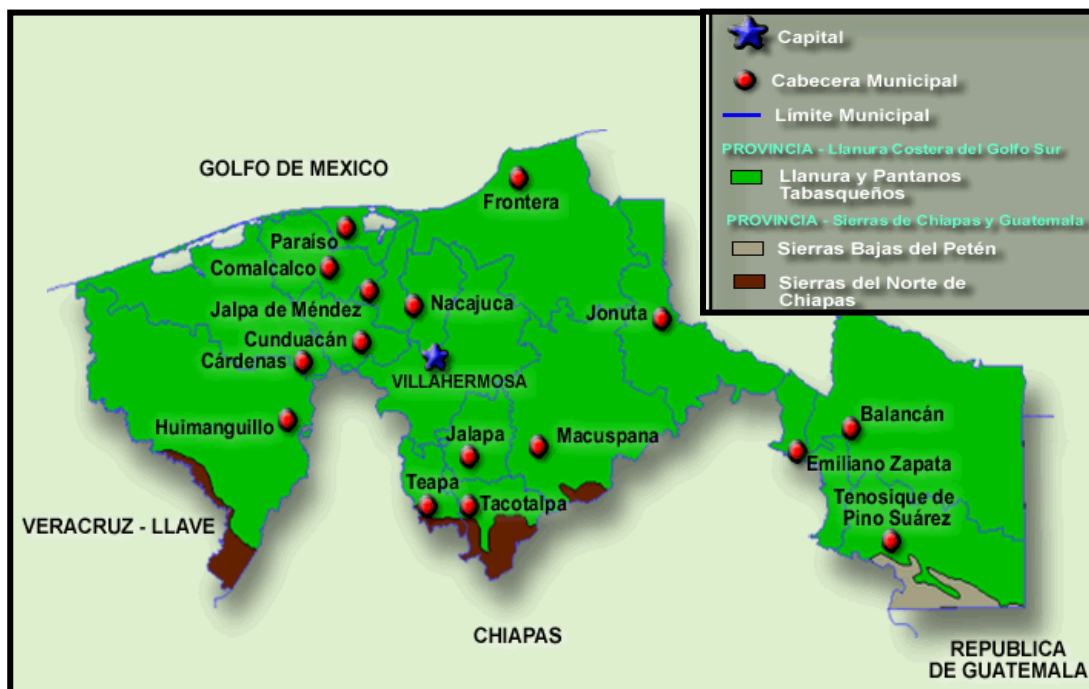 Capital
Cabecera Municipal
Límite Municipal
PROVINCIA - Llanura Costera del Golfo Sur
Llanura y Pantanos
Tabasqueños
PROVINCIA - Sierras de Chiapas y Guatemala
Sierras Bajas del Petén
Sierras del Norte de
Chiapas
GOLFO DE MEXICO
Frontera
Paraíso
Comalcalco
Jalpa de Méndez
Nacajuca
Jonuta
Cunduacán
Cárdenas
VILLAHERMOSA
Huimanguillo
Jalapa
Macuspana
Balancán
Emiliano Zapata
Teapa
Tacotalpa
Tenosique de
Pino Suárez
VERACRUZ - LLAVE
CHIAPAS
REPUBLICA
DE GUATEMALA